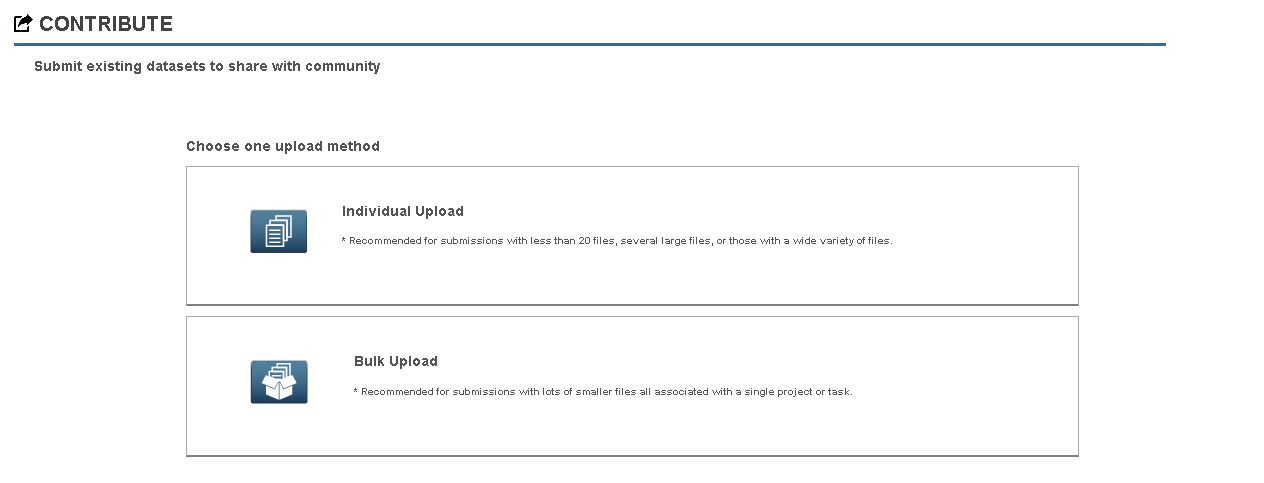 CONTRIBUTE
Submit existing datasets to share with community
Choose one upload method
Individual Upload
* Recommended for submissions with less than 20 files, several large files, or those with a wide variety of files.
Bulk Upload
* Recommended for submissions with lots of smaller files all associated with a single project or task.